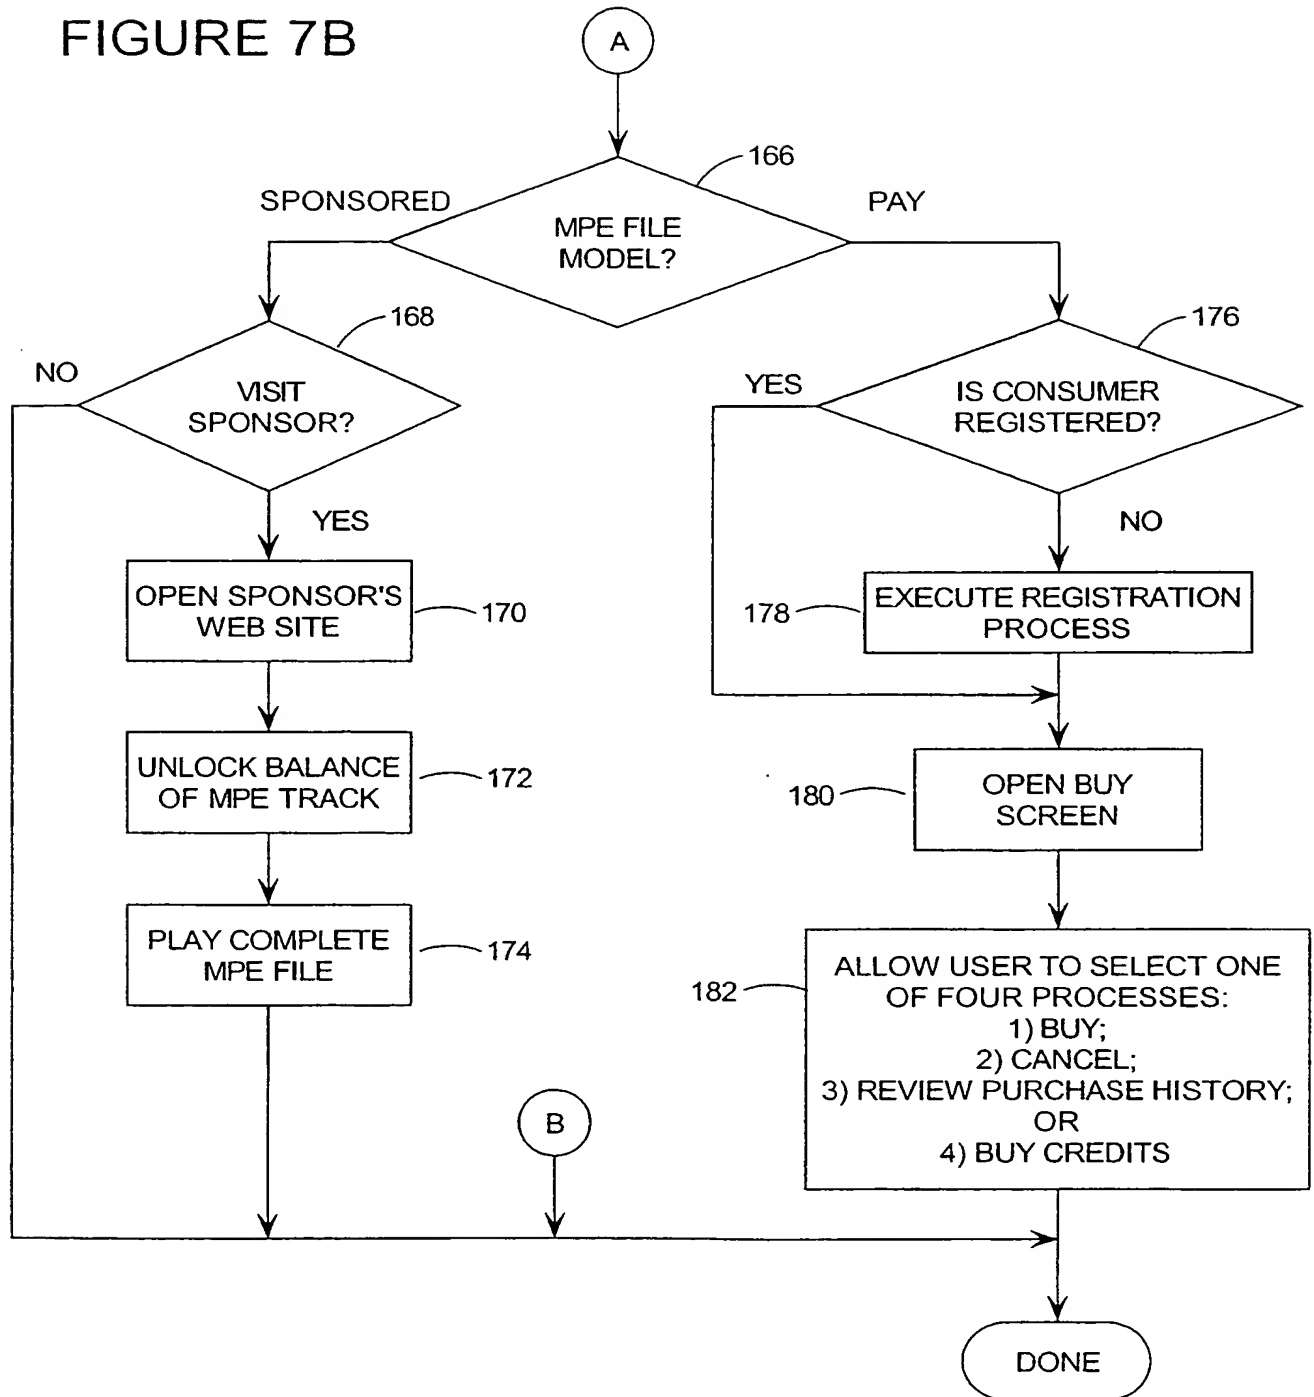 FIGURE 7B
A
166
SPONSORED
PAY
MPE FILE
MODEL?
168
176
NO
VISIT
SPONSOR?
YES
IS CONSUMER
REGISTERED?
YES
NO
OPEN SPONSOR'S
WEB SITE
170
178
EXECUTE REGISTRATION
PROCESS
UNLOCK BALANCE
OF MPE TRACK
172
180
OPEN BUY
SCREEN
PLAY COMPLETE
MPE FILE
174
182
ALLOW USER TO SELECT ONE
OF FOUR PROCESSES:
1) BUY;
2) CANCEL;
3) REVIEW PURCHASE HISTORY;
OR
4) BUY CREDITS
B
DONE